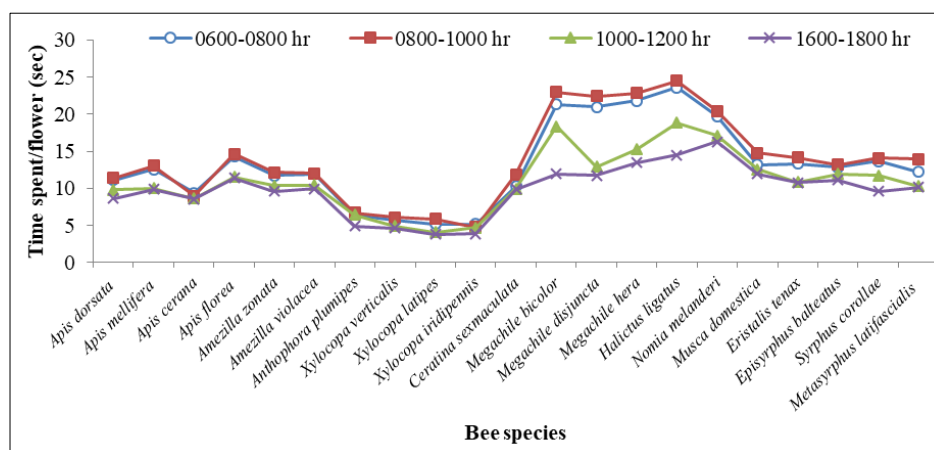 30
0600-0800 hr 0800-1000 hr 1000-1200 hr 1600-1800 hr
25
20
15
10
5
0
Time spent/flower (sec)
Apis dorsata
Apis mellifera
Apis cerana
Apis florea
Amezilla zonata
Amezilla violacea
Anthophora plumipes
Xylocopa verticalis
Xylocopa latipes
Xylocopa iridipennis
Ceratina sexmaculata
Megachile bicolor
Megachile disjuncta
Megachile hera
Halictus ligatus
Nomia melanderi
Musca domestica
Eristalis tenax
Episyrphus balteatus
Syrphus corollae
Metasyrphus latifascialis
Bee species